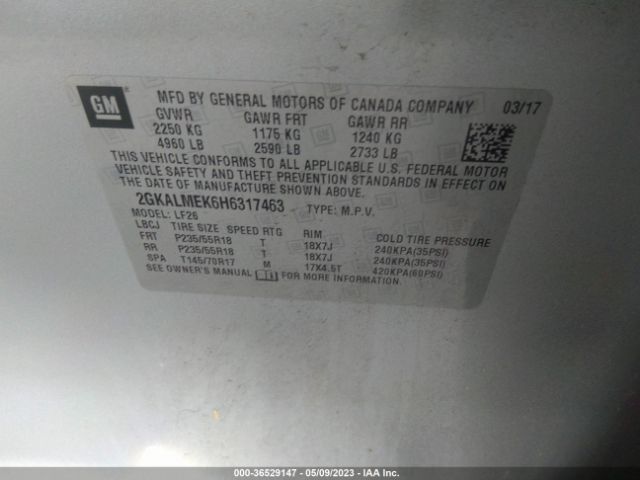 GM
MFD BY GENERAL MOTORS OF CANADA COMPANY 03/17
GVWR GAWR FRT GAWR RR
2250 KG 1175 KG 1240 KG
4960 LB 2590 LB 2733 LB
THIS VEHICLE CONFORMS TO ALL APPLICABLE U.S. FEDERAL MOTOR
VEHICLE SAFETY AND THEFT PREVENTION STANDARDS IN EFFECT ON
THE DATE OF MANUFACTURE SHOWN ABOVE.
2GKALMEK6H6317463 TYPE: M.P.V.
MODEL: LF26
LBCJ TIRE SIZE SPEED RTG RIM COLD TIRE PRESSURE
FRT P235/55R18 T 18X7J 240KPA(35PSI)
RR P235/55R18 T 18X7J 240KPA(35PSI)
SPA T145/70R17 M 17X4.5T 420KPA(60PSI)
SEE OWNER'S MANUAL FOR MORE INFORMATION.
000-36529147 - 05/09/2023 - IAA Inc.